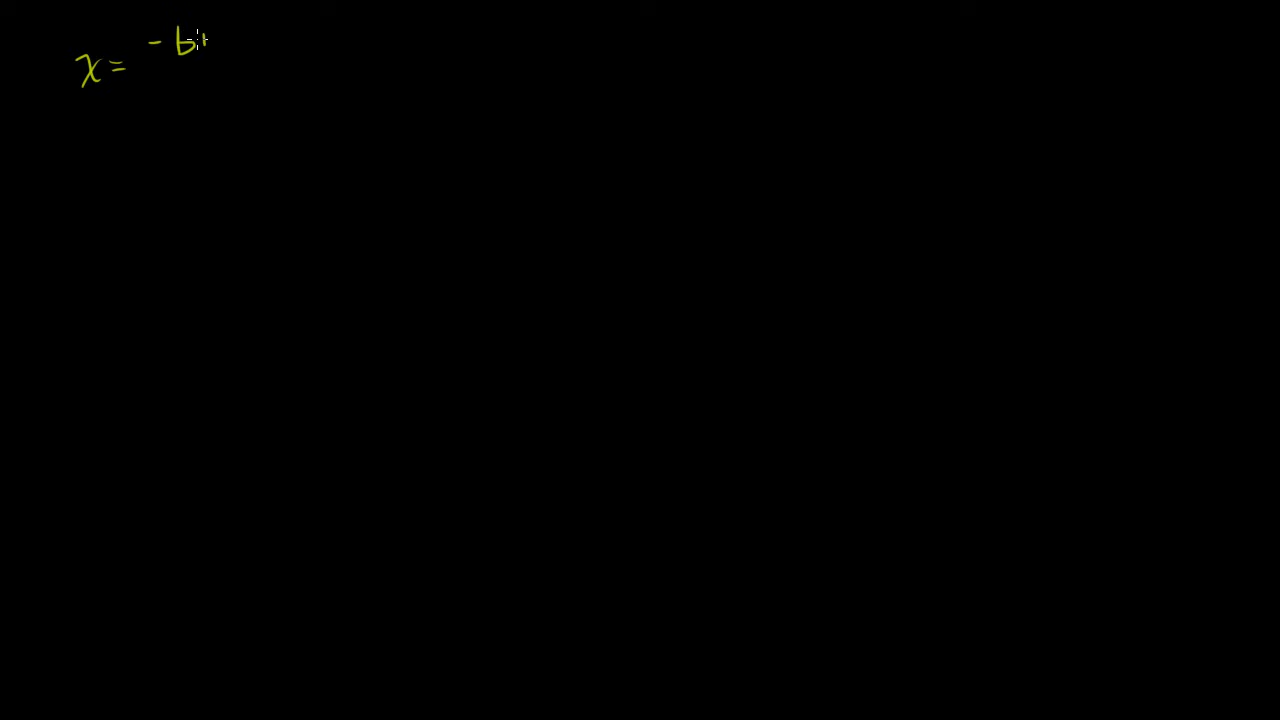 x = - b